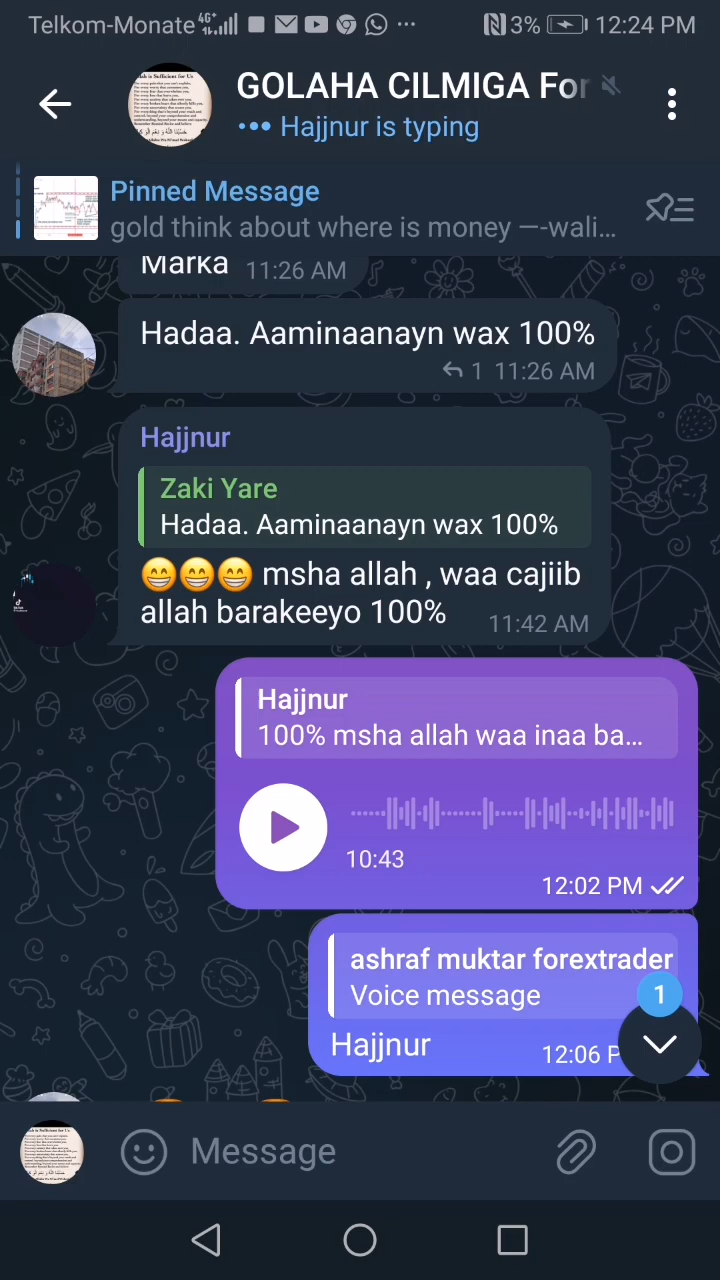 Telkom-Monate 4G+ 3% 12:24 PM
GOLAHA CILMIGA For
Hajjnur is typing
Pinned Message
gold think about where is money —-wali...
Marka 11:26 AM
Hadaa. Aaminaanayn wax 100%
1 11:26 AM
Hajjnur
Zaki Yare
Hadaa. Aaminaanayn wax 100%
😁😁😁 msha allah , waa cajiib
allah barakeeyo 100% 11:42 AM
Hajjnur
100% msha allah waa inaa ba...
10:43
12:02 PM
ashraf muktar forextrader
Voice message
1
Hajjnur 12:06 P
Message